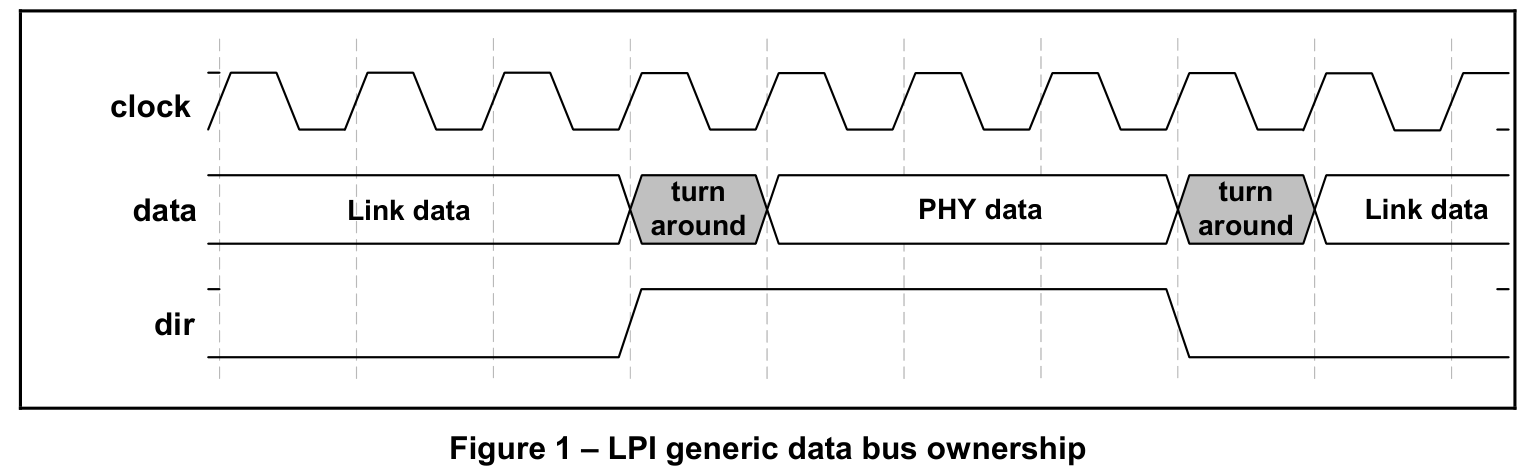 clock
data
Link data
turn
around
PHY data
turn
around
Link data
dir
Figure 1 – LPI generic data bus ownership